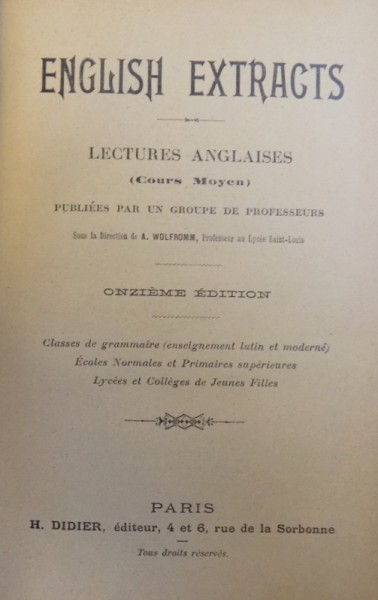 ENGLISH EXTRACTS
LECTURES ANGLAISES
(Cours Moyen)
PUBLIÉES PAR UN GROUPE DE PROFESSEURS
Sous la Direction de A. WOLFROMM, Professeur au Lycée Saint-Louis
ONZIÈME ÉDITION
Classes de grammaire (enseignement latin et moderne)
Écoles Normales et Primaires supérieures
Lycées et Collèges de Jeunes Filles
PARIS
H. DIDIER, éditeur, 4 et 6, rue de la Sorbonne
Tous droits réservés.